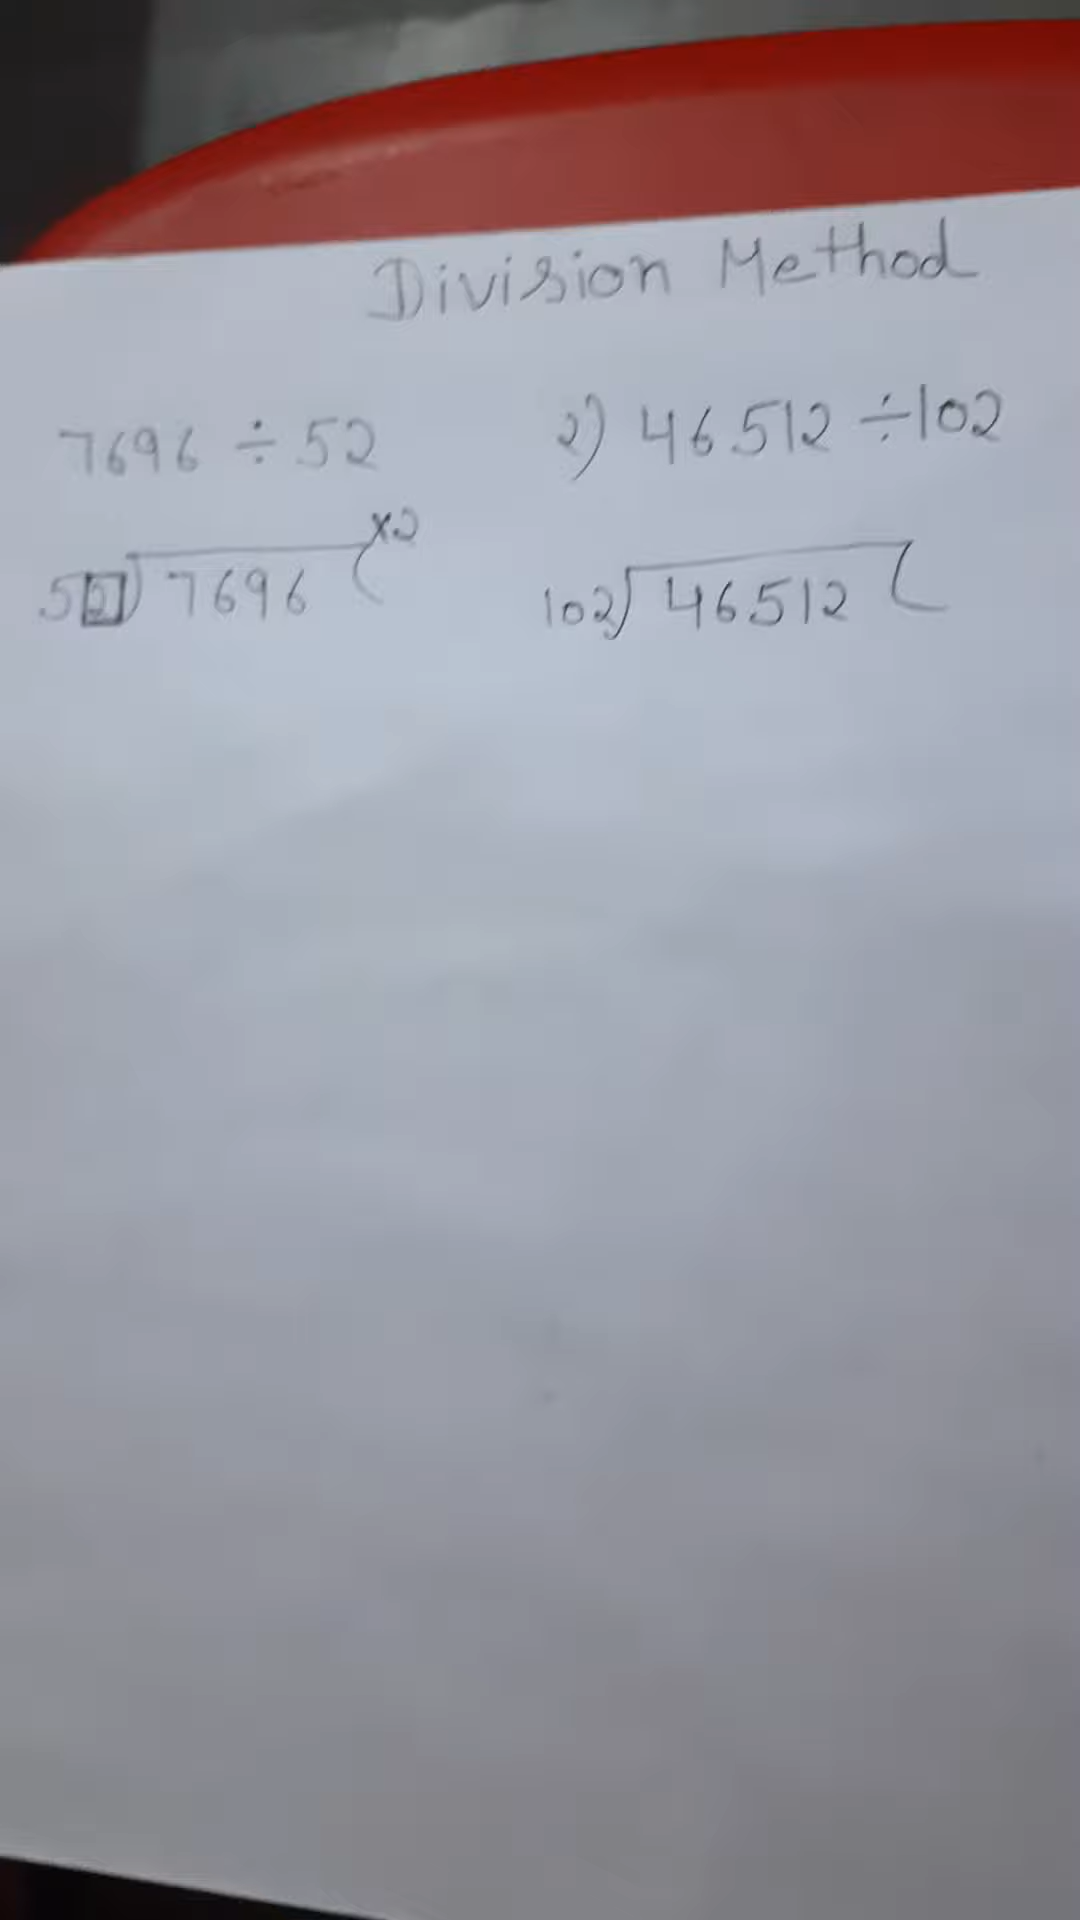 Division Method
7696 ÷ 52
2) 46512 ÷ 102
x2
52) 7696 (
102) 46512 (